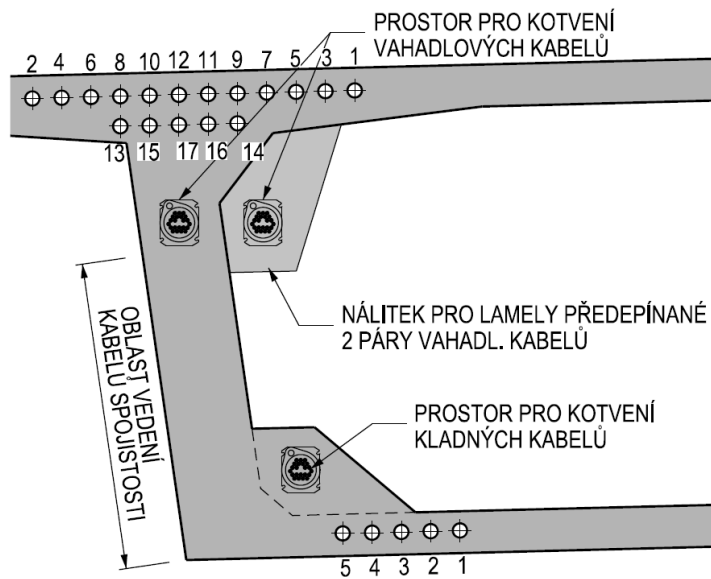 PROSTOR PRO KOTVENÍ
VAHADLOVÝCH KABELŮ
2 4 6 8 10 12 11 9 7 5 3 1
13 15 17 16 14
NÁLITEK PRO LAMELY PŘEDEPÍNANÉ
2 PÁRY VAHADL. KABELŮ
OBLAST VEDENÍ
KABELŮ SPOJISTOSTI
PROSTOR PRO KOTVENÍ
KLADNÝCH KABELŮ
5 4 3 2 1